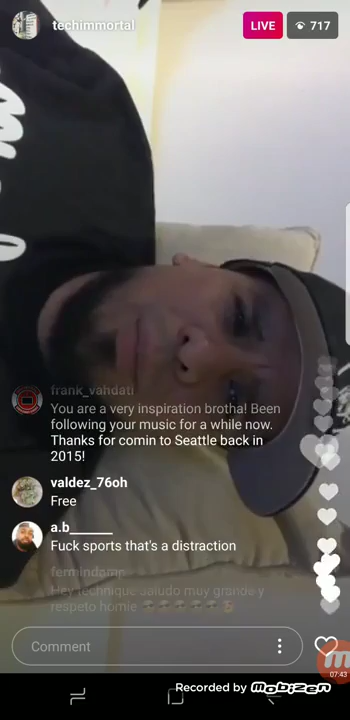 techimmortal
LIVE
717
frank_vahdati
You are a very inspiration brotha! Been
following your music for a while now.
Thanks for comin to Seattle back in
2015!
valdez_76oh
Free
a.b______
Fuck sports that's a distraction
Hey technique saludo muy grande y
respeto homie
Comment
07:43
Recorded by Mobizen